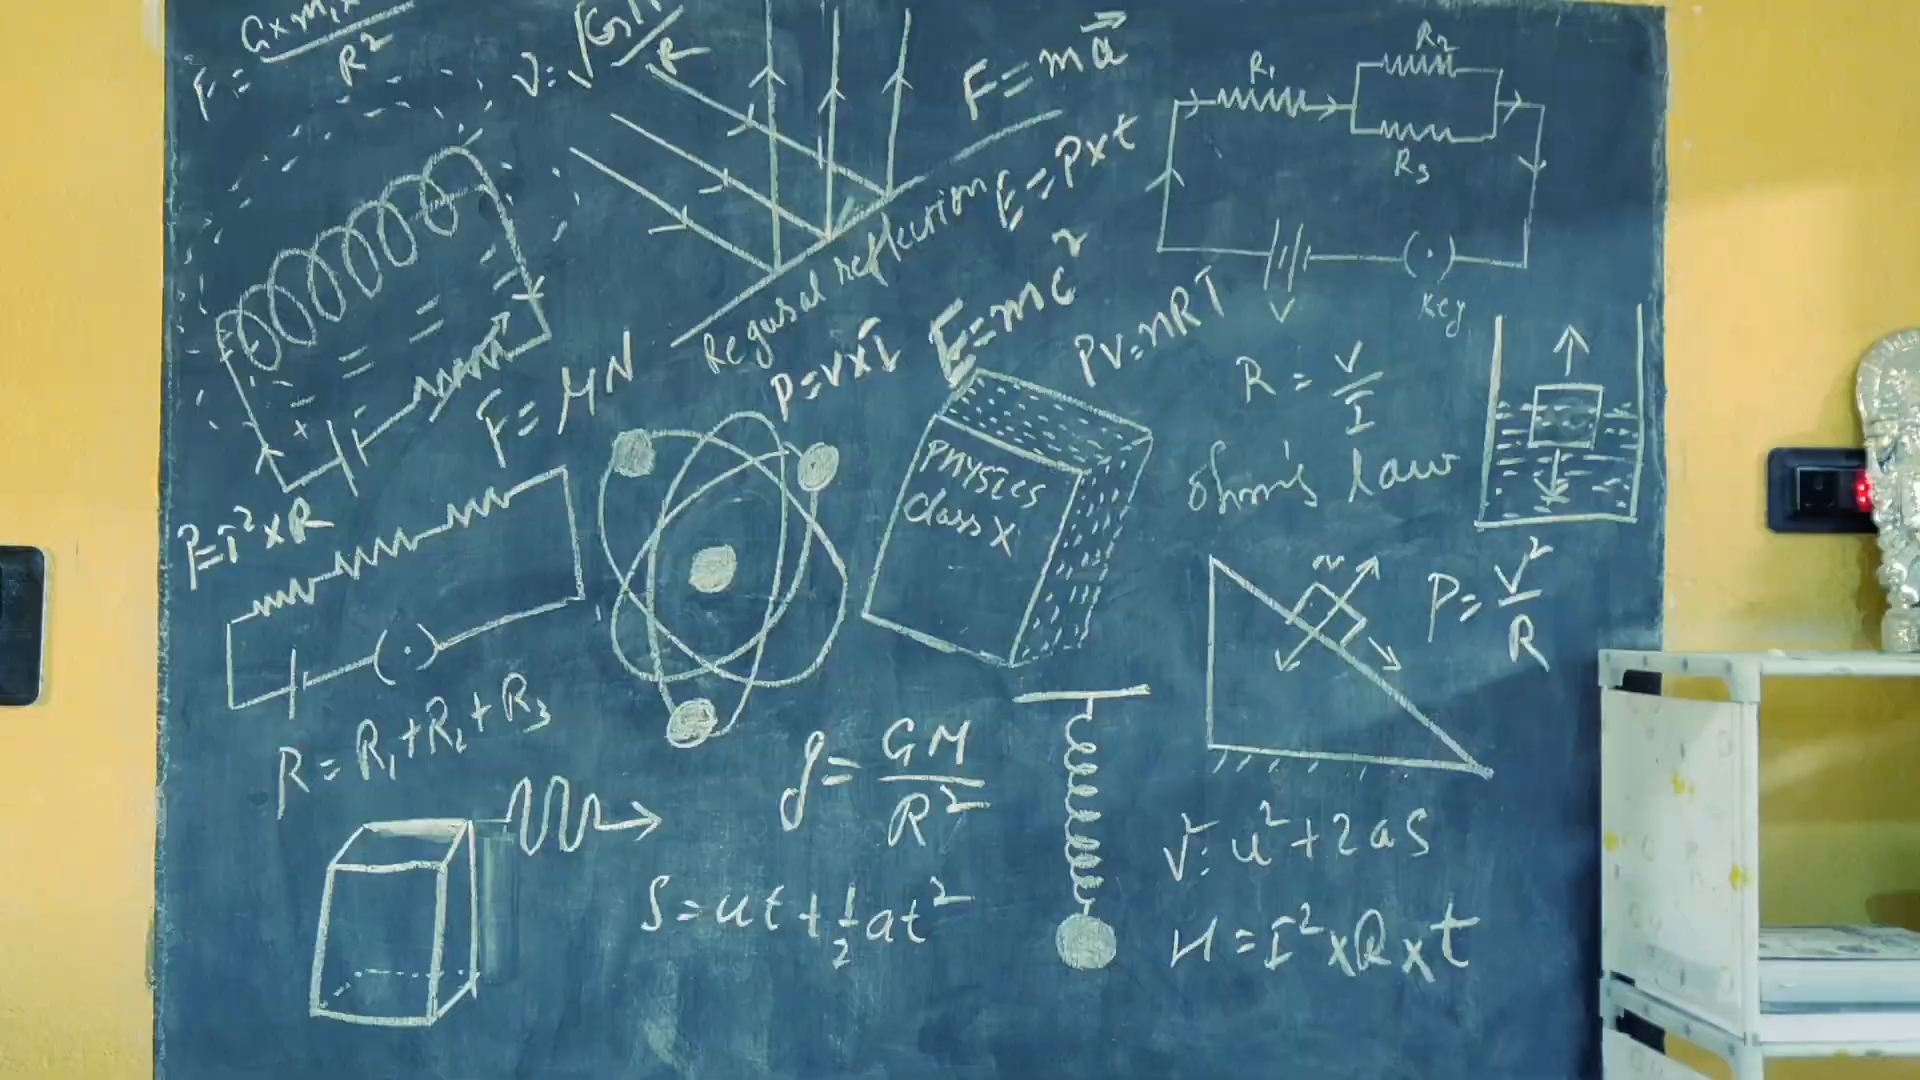 F = G×m₁×
R²
V = √GM/R
F = ma⃗
R₁
R₂
R₃
E = P×t
Regusal reflection
V
Key
E = mc²
PV = nRT
P = V×I
F = μN
+ -
R = V/I
ohm's law
PHYSICS
class X
P = I²×R
N
P = V²/R
R = R₁+R₂+R₃
g = GM/R²
V² = u²+2aS
S = ut + ½at²
H = I²×R×t